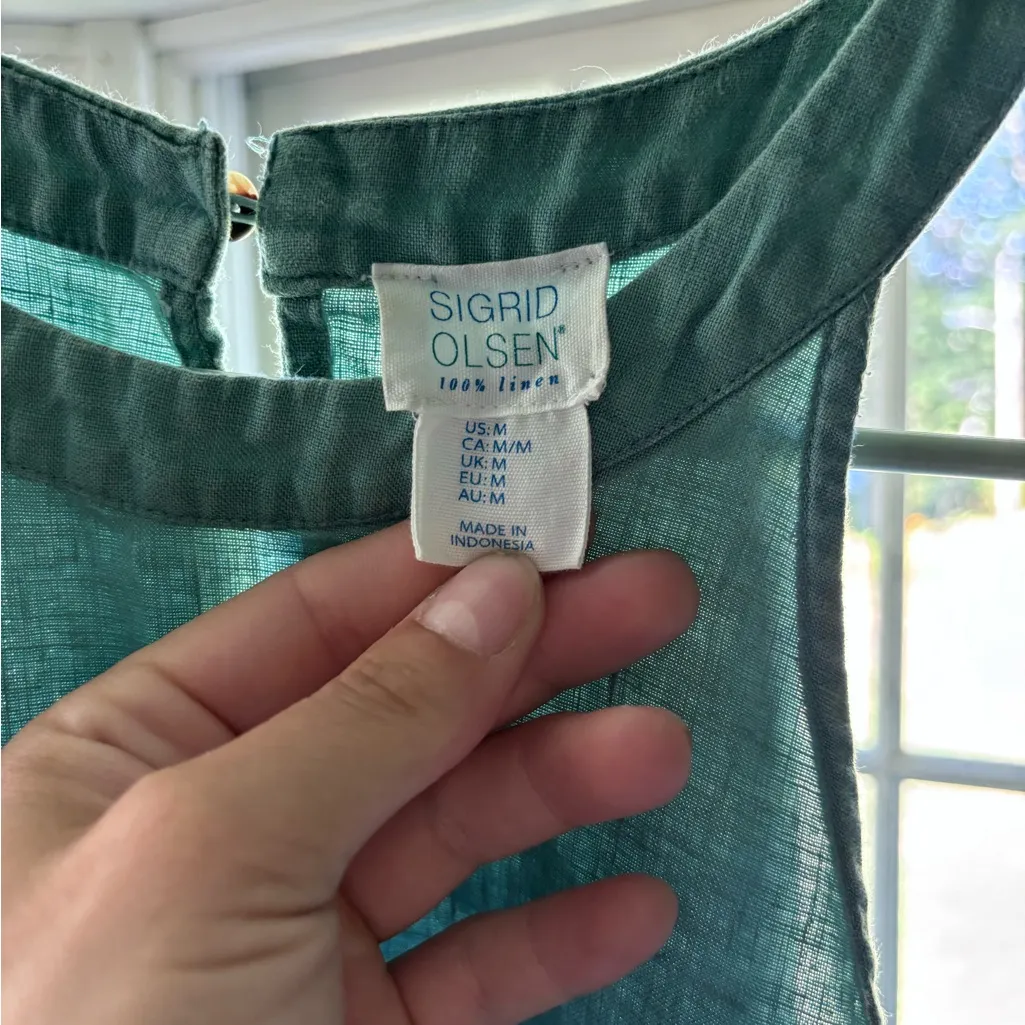 SIGRID
OLSEN®
100% linen
US: M
CA: M/M
UK: M
EU: M
AU: M
MADE IN
INDONESIA